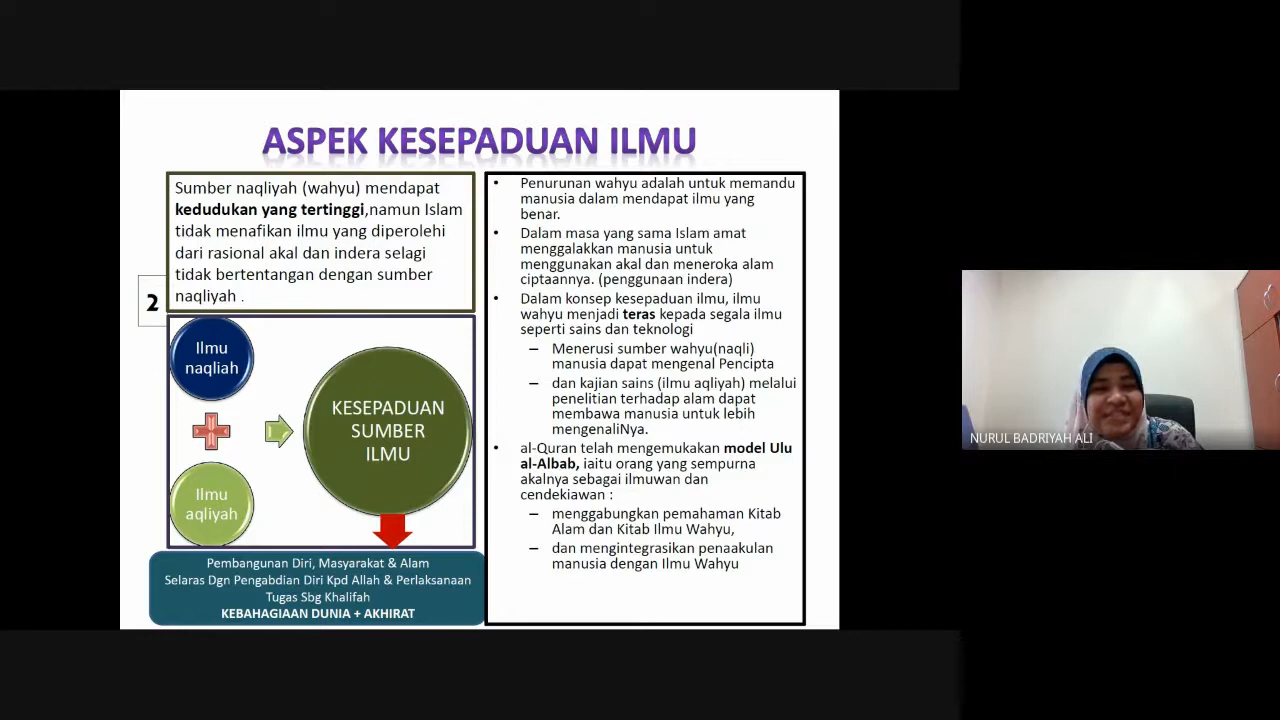 ASPEK KESEPADUAN ILMU
Sumber naqliyah (wahyu) mendapat
kedudukan yang tertinggi,namun Islam
tidak menafikan ilmu yang diperolehi
dari rasional akal dan indera selagi
tidak bertentangan dengan sumber
naqliyah .
2
Ilmu
naqliah
Ilmu
aqliyah
KESEPADUAN
SUMBER
ILMU
Pembangunan Diri, Masyarakat & Alam
Selaras Dgn Pengabdian Diri Kpd Allah & Perlaksanaan
Tugas Sbg Khalifah
KEBAHAGIAAN DUNIA + AKHIRAT
• Penurunan wahyu adalah untuk memandu
manusia dalam mendapat ilmu yang
benar.
• Dalam masa yang sama Islam amat
menggalakkan manusia untuk
menggunakan akal dan meneroka alam
ciptaannya. (penggunaan indera)
• Dalam konsep kesepaduan ilmu, ilmu
wahyu menjadi teras kepada segala ilmu
seperti sains dan teknologi
– Menerusi sumber wahyu(naqli)
manusia dapat mengenal Pencipta
– dan kajian sains (ilmu aqliyah) melalui
penelitian terhadap alam dapat
membawa manusia untuk lebih
mengenaliNya.
• al-Quran telah mengemukakan model Ulu
al-Albab, iaitu orang yang sempurna
akalnya sebagai ilmuwan dan
cendekiawan :
– menggabungkan pemahaman Kitab
Alam dan Kitab Ilmu Wahyu,
– dan mengintegrasikan penaakulan
manusia dengan Ilmu Wahyu
NURUL BADRIYAH ALI